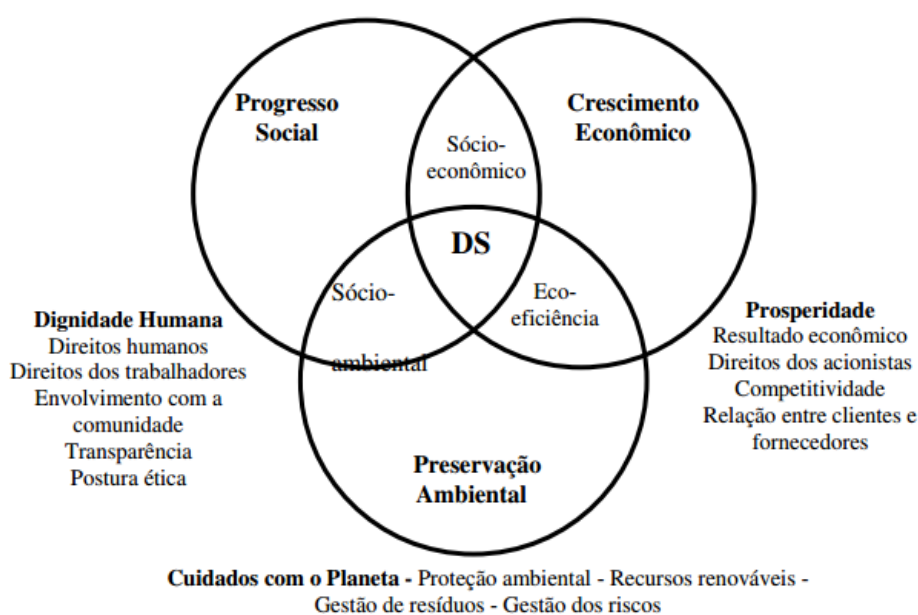 Progresso
Social
Crescimento
Econômico
Sócio-
econômico
DS
Sócio-
ambiental
Eco-
eficiência
Dignidade Humana
Direitos humanos
Direitos dos trabalhadores
Envolvimento com a
comunidade
Transparência
Postura ética
Prosperidade
Resultado econômico
Direitos dos acionistas
Competitividade
Relação entre clientes e
fornecedores
Preservação
Ambiental
Cuidados com o Planeta - Proteção ambiental - Recursos renováveis -
Gestão de resíduos - Gestão dos riscos